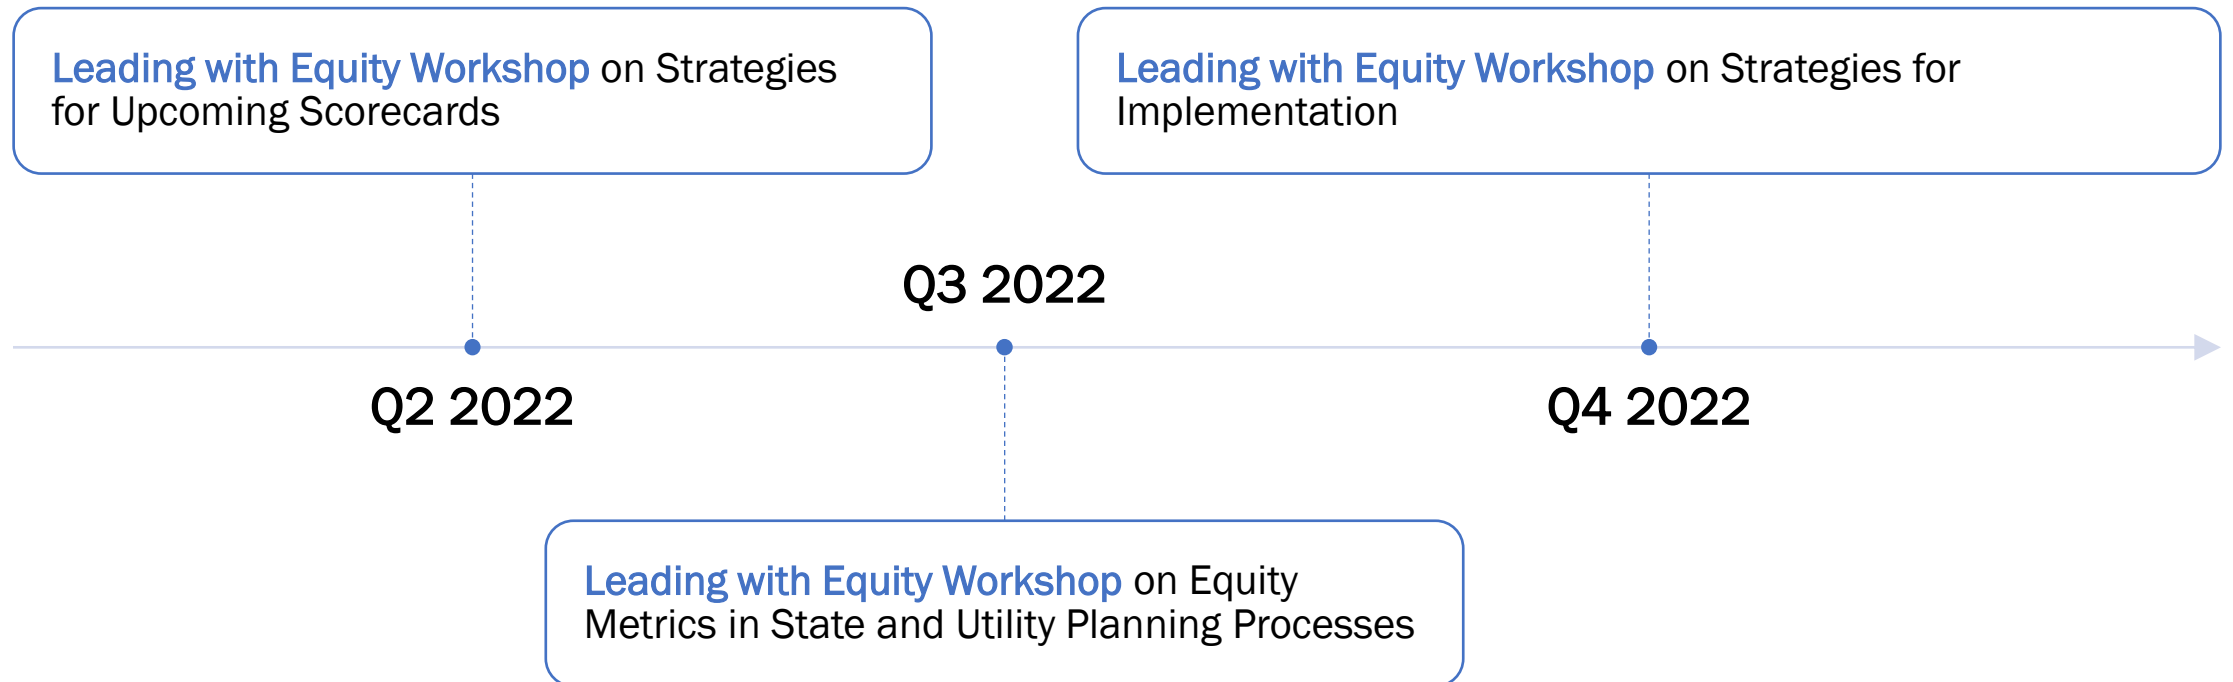 Leading with Equity Workshop on Strategies
for Upcoming Scorecards
Leading with Equity Workshop on Strategies for
Implementation
Q3 2022
Q2 2022
Q4 2022
Leading with Equity Workshop on Equity
Metrics in State and Utility Planning Processes